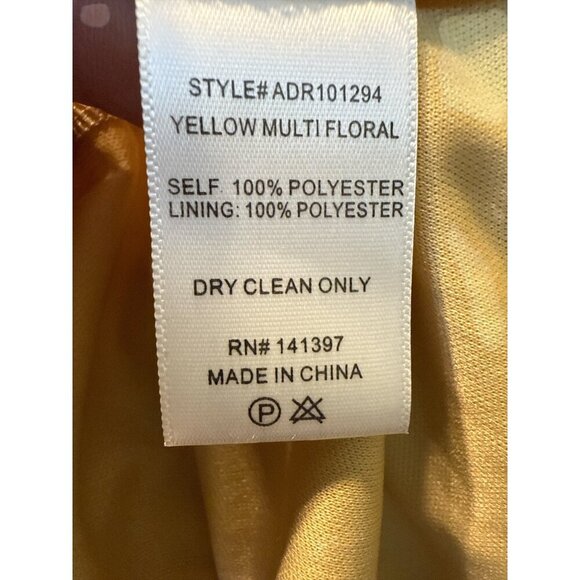 STYLE# ADR101294
YELLOW MULTI FLORAL
SELF 100% POLYESTER
LINING: 100% POLYESTER
DRY CLEAN ONLY
RN# 141397
MADE IN CHINA
P